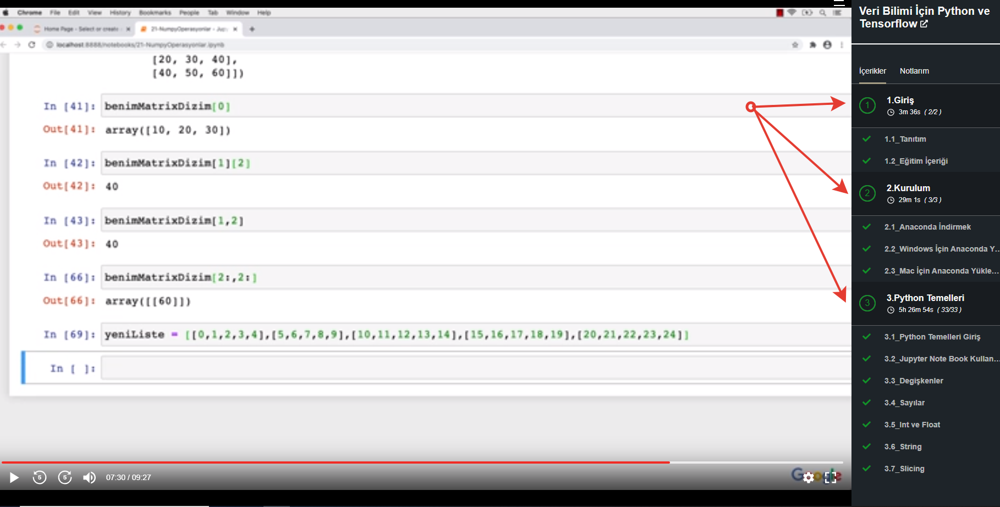 Chrome File Edit View History Bookmarks People Tab Window Help
Home Page - Select or create
21-NumpyOperasyonlar - Jupy
localhost:8888/notebooks/21-NumpyOperasyonlar.ipynb
[20, 30, 40],
[40, 50, 60]])
In [41]: benimMatrixDizim[0]
Out[41]: array([10, 20, 30])
In [42]: benimMatrixDizim[1][2]
Out[42]: 40
In [43]: benimMatrixDizim[1,2]
Out[43]: 40
In [66]: benimMatrixDizim[2:,2:]
Out[66]: array([[60]])
In [69]: yeniListe = [[0,1,2,3,4],[5,6,7,8,9],[10,11,12,13,14],[15,16,17,18,19],[20,21,22,23,24]]
In [ ]:
5 5 07:30 / 09:27
Google
Veri Bilimi İçin Python ve
Tensorflow
İçerikler Notlarım
1 1.Giriş
3m 36s ( 2/2 )
1.1_Tanıtım
1.2_Eğitim İçeriği
2 2.Kurulum
29m 1s ( 3/3 )
2.1_Anaconda İndirmek
2.2_Windows İçin Anaconda Y...
2.3_Mac İçin Anaconda Yükle...
3 3.Python Temelleri
5h 26m 54s ( 33/33 )
3.1_Python Temelleri Giriş
3.2_Jupyter Note Book Kullan...
3.3_Degişkenler
3.4_Sayılar
3.5_Int ve Float
3.6_String
3.7_Slicing